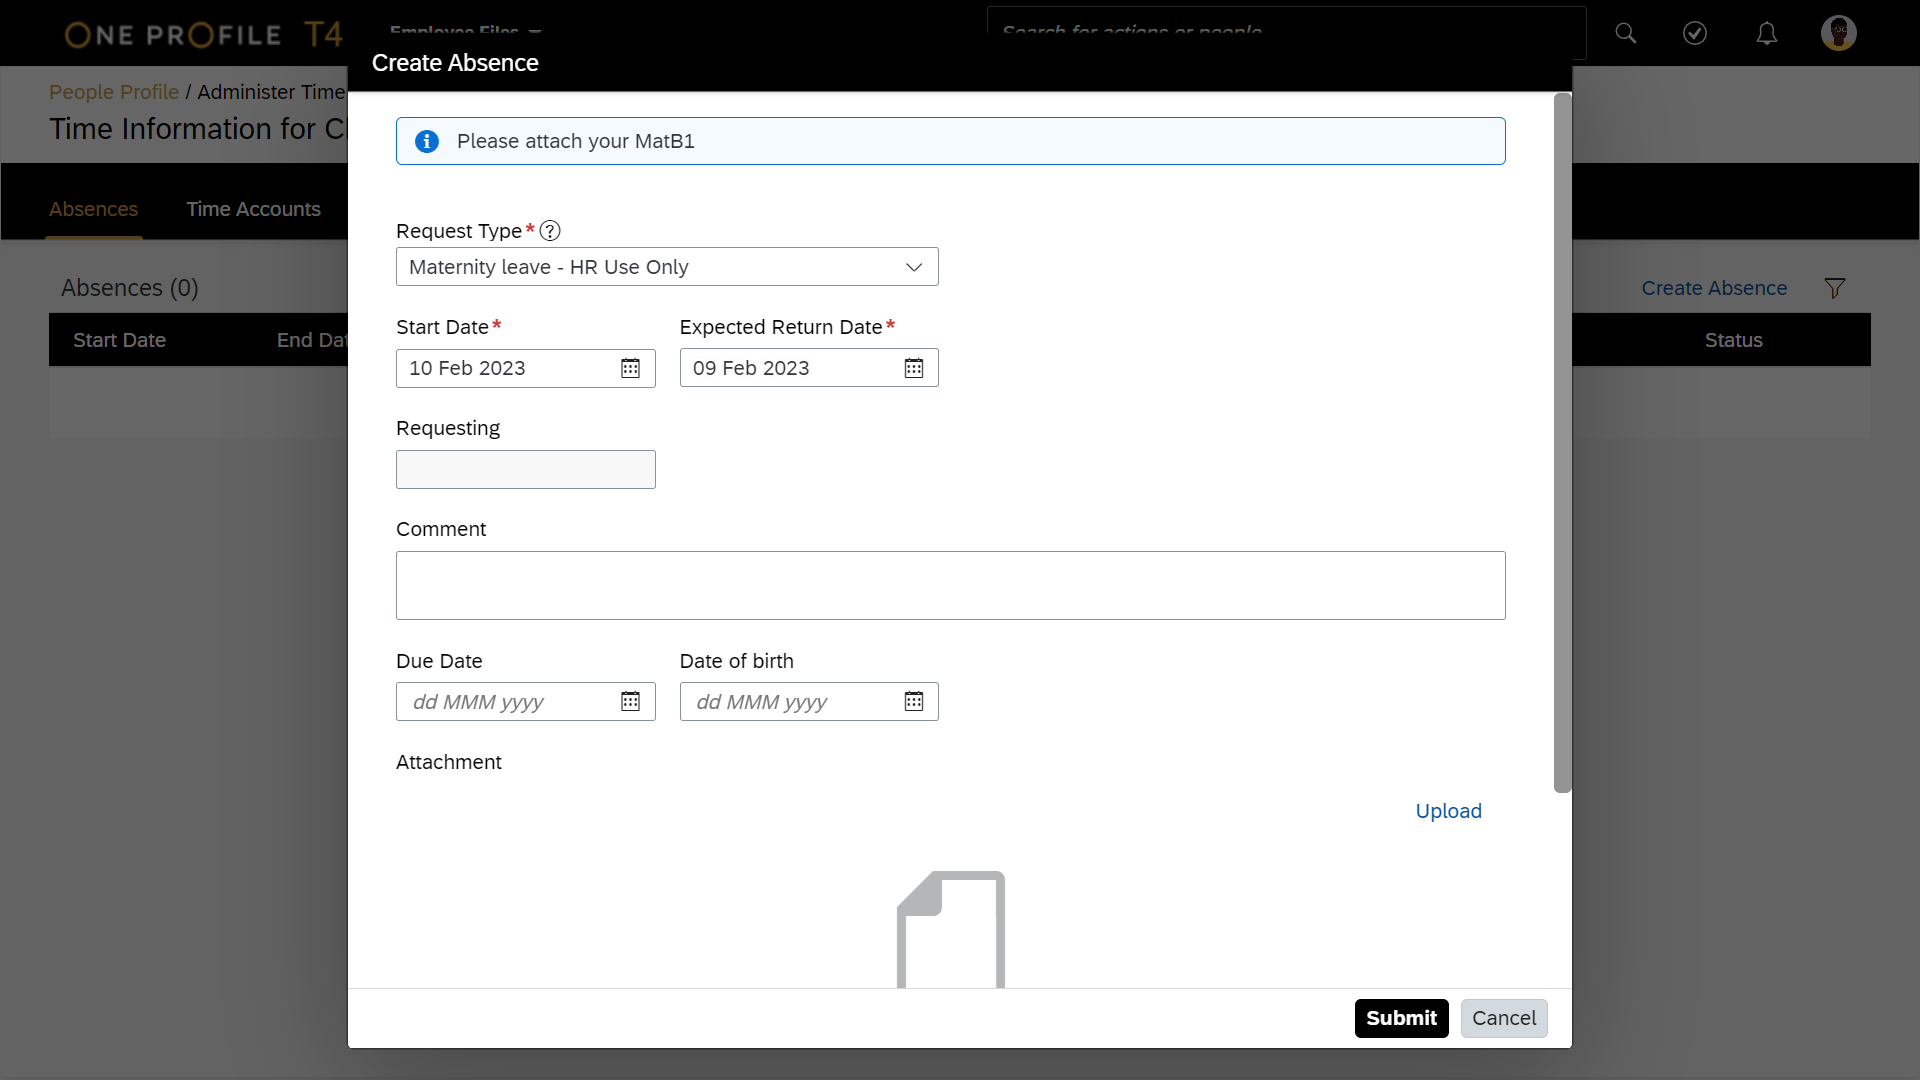 ONE PROFILE T4
Employee Files
Search for actions or people
Create Absence
People Profile / Administer Time
Time Information for C
Please attach your MatB1
Absences
Time Accounts
Request Type* ?
Maternity leave - HR Use Only
Absences (0)
Create Absence
Start Date
End Dat
Status
Start Date*
Expected Return Date*
10 Feb 2023
09 Feb 2023
Requesting
Comment
Due Date
Date of birth
dd MMM yyyy
dd MMM yyyy
Attachment
Upload
Submit
Cancel